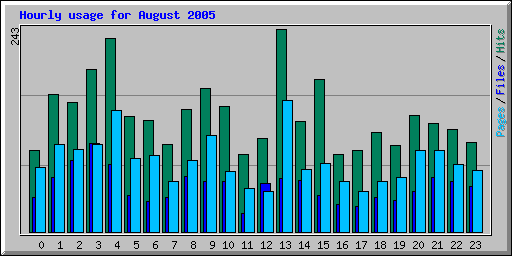 Hourly usage for August 2005
243
Pages / Files / Hits
0 1 2 3 4 5 6 7 8 9 10 11 12 13 14 15 16 17 18 19 20 21 22 23